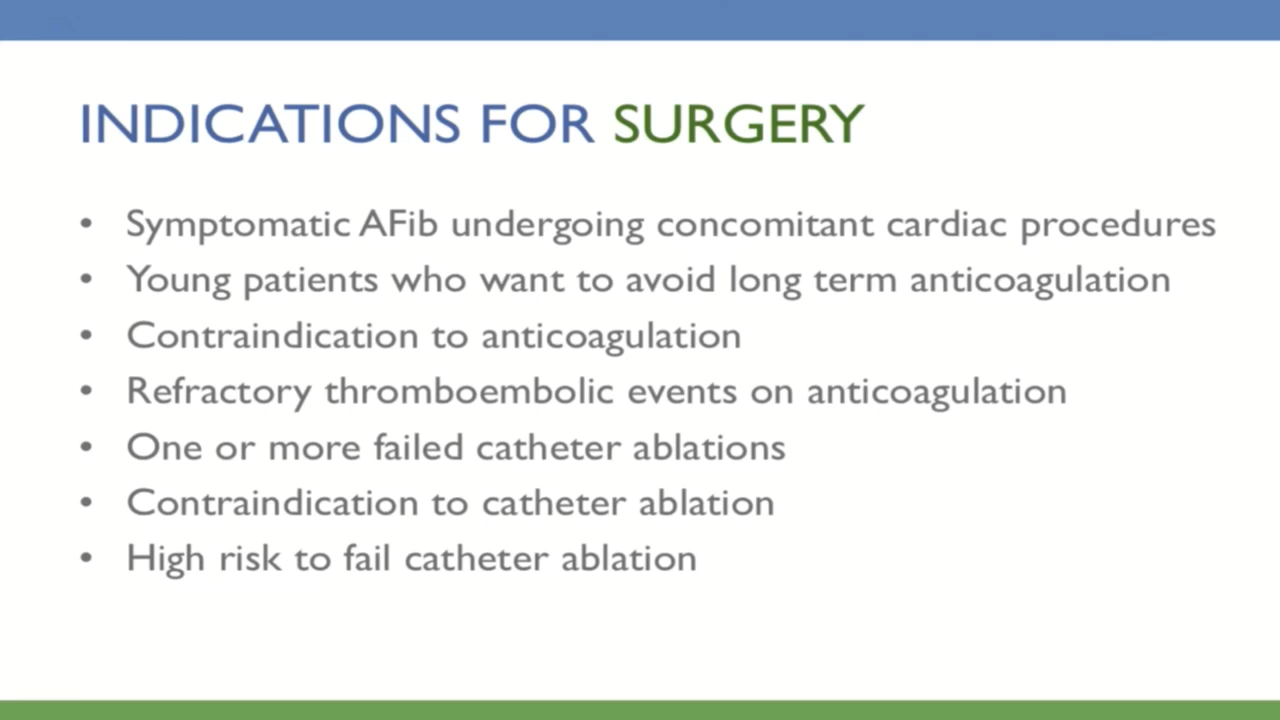 INDICATIONS FOR SURGERY
• Symptomatic AFib undergoing concomitant cardiac procedures
• Young patients who want to avoid long term anticoagulation
• Contraindication to anticoagulation
• Refractory thromboembolic events on anticoagulation
• One or more failed catheter ablations
• Contraindication to catheter ablation
• High risk to fail catheter ablation